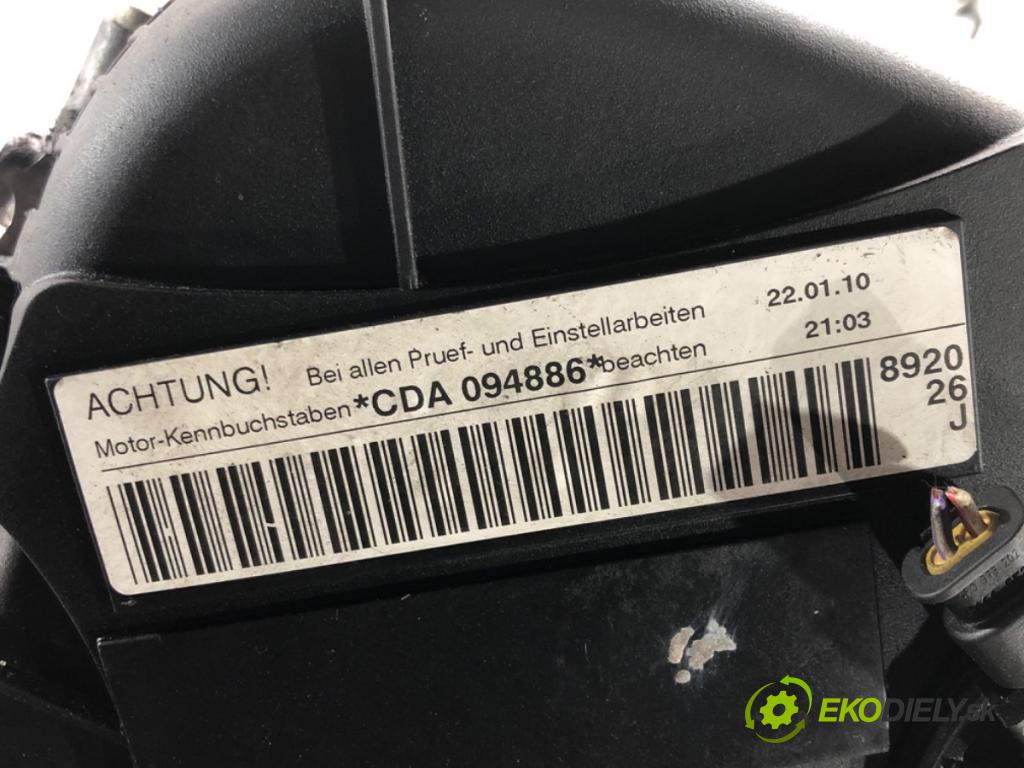 ACHTUNG! Bei allen Pruef- und Einstellarbeiten 22.01.10
Motor-Kennbuchstaben *CDA 094886* beachten 21:03
8920
26
J
EKODIELY.sk